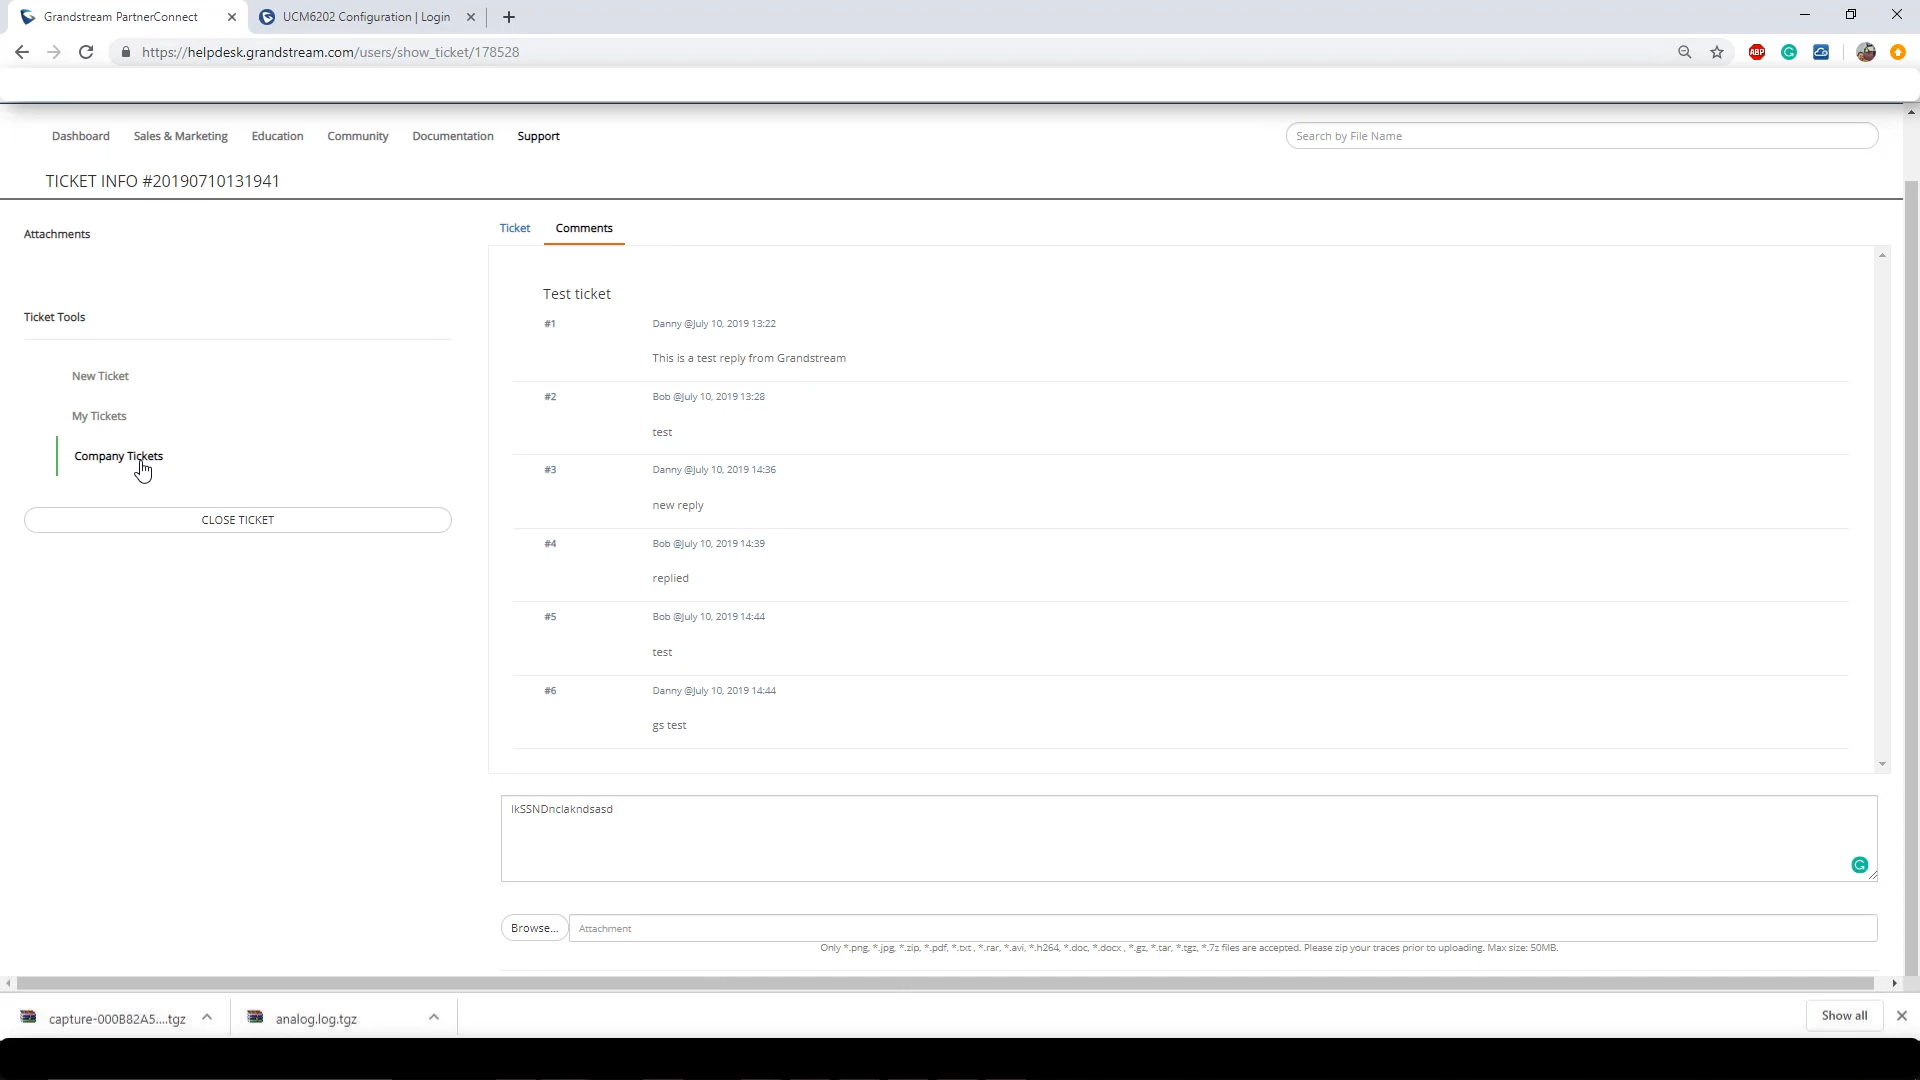 Grandstream PartnerConnect
UCM6202 Configuration | Login
https://helpdesk.grandstream.com/users/show_ticket/178528
ABP
Dashboard Sales & Marketing Education Community Documentation Support
Search by File Name
TICKET INFO #20190710131941
Attachments
Ticket Tools
New Ticket
My Tickets
Company Tickets
CLOSE TICKET
Ticket Comments
Test ticket
#1 Danny @July 10, 2019 13:22
This is a test reply from Grandstream
#2 Bob @July 10, 2019 13:28
test
#3 Danny @July 10, 2019 14:36
new reply
#4 Bob @July 10, 2019 14:39
replied
#5 Bob @July 10, 2019 14:44
test
#6 Danny @July 10, 2019 14:44
gs test
lkSSNDnclakndsasd
Browse... Attachment
Only *.png, *.jpg, *.zip, *.pdf, *.txt , *.rar, *.avi, *.h264, *.doc, *.docx , *.gz, *.tar, *.tgz, *.7z files are accepted. Please zip your traces prior to uploading. Max size: 50MB.
capture-000B82A5....tgz
analog.log.tgz
Show all